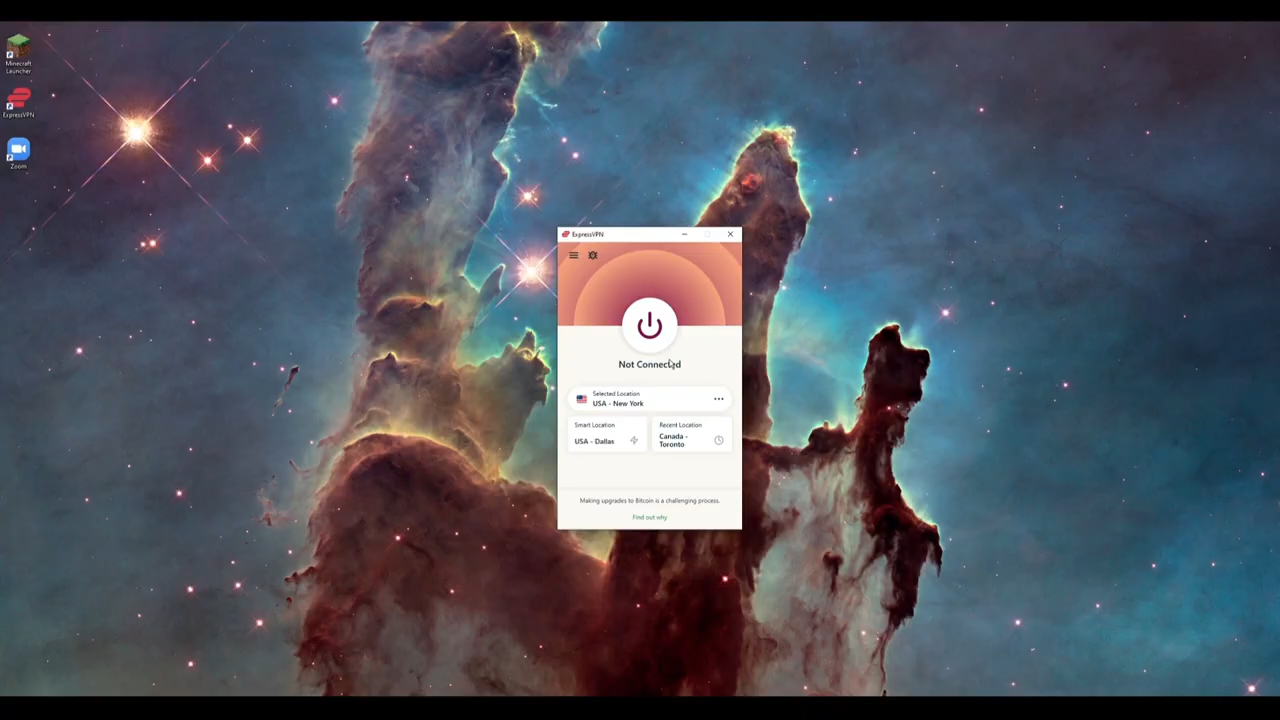 Minecraft
Launcher
ExpressVPN
Zoom
ExpressVPN
Not Connected
Selected Location
USA - New York
Smart Location
USA - Dallas
Recent Location
Canada -
Toronto
Making upgrades to Bitcoin is a challenging process.
Find out why